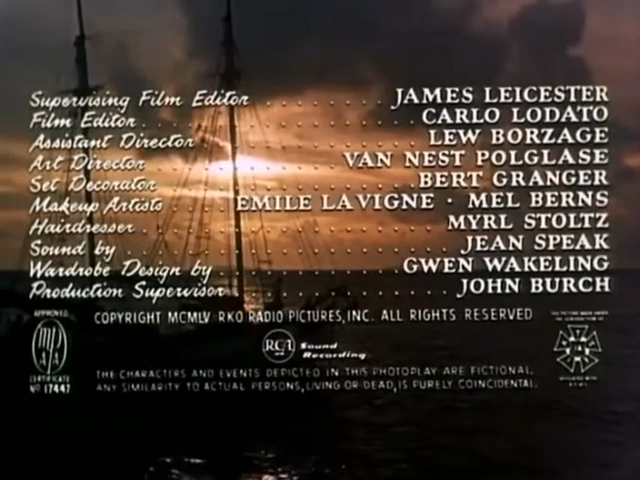 Supervising Film Editor . . . . . . . . . JAMES LEICESTER
Film Editor . . . . . . . . . . . . . . . . . CARLO LODATO
Assistant Director . . . . . . . . . . . . . LEW BORZAGE
Art Director . . . . . . . . . . . VAN NEST POLGLASE
Set Decorator . . . . . . . . . . . . . . . BERT GRANGER
Makeup Artists . . . . EMILE LA VIGNE · MEL BERNS
Hairdresser . . . . . . . . . . . . . . . . . MYRL STOLTZ
Sound by . . . . . . . . . . . . . . . . . . . JEAN SPEAK
Wardrobe Design by . . . . . . . . . . GWEN WAKELING
Production Supervisor . . . . . . . . . . . . JOHN BURCH
COPYRIGHT MCMLV RKO RADIO PICTURES, INC. ALL RIGHTS RESERVED
APPROVED
MPAA
CERTIFICATE
No 17447
RCA Sound
Recording
THE CHARACTERS AND EVENTS DEPICTED IN THIS PHOTOPLAY ARE FICTIONAL.
ANY SIMILARITY TO ACTUAL PERSONS, LIVING OR DEAD, IS PURELY COINCIDENTAL.